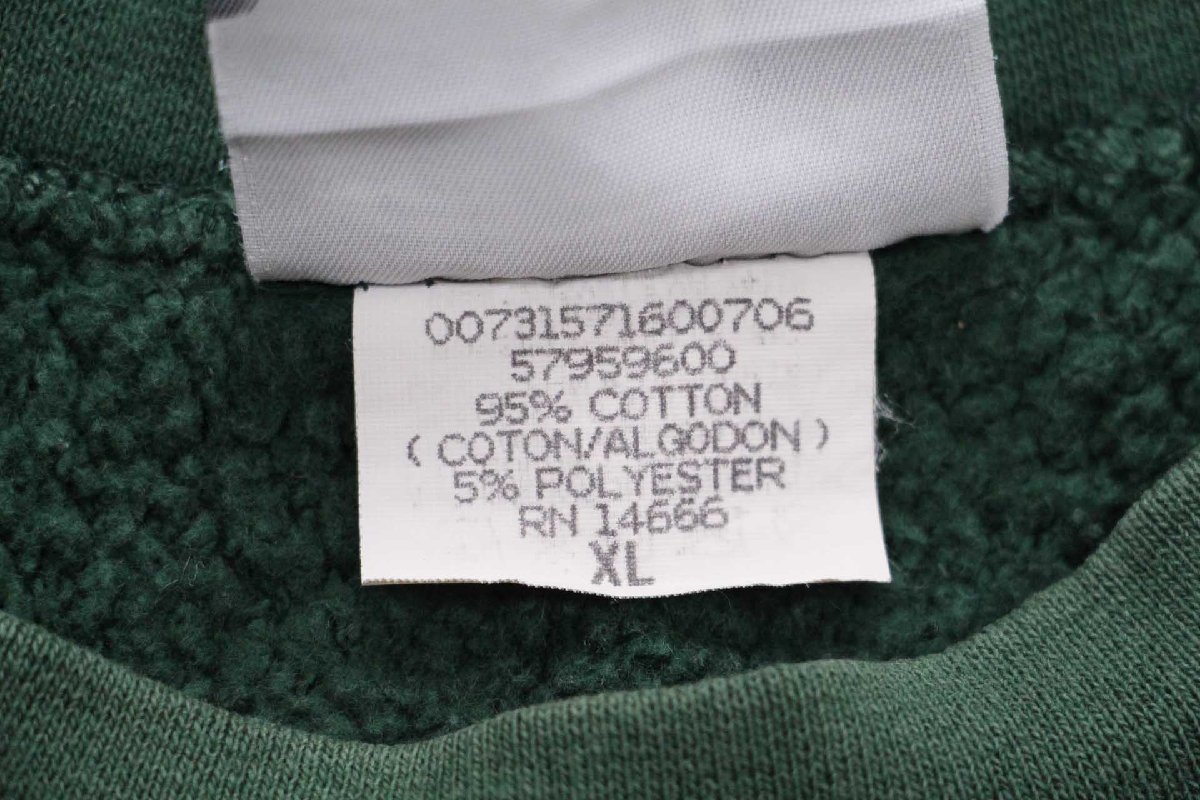 00731571600706
57959600
95% COTTON
( COTON/ALGODON )
5% POLYESTER
RN 14666
XL